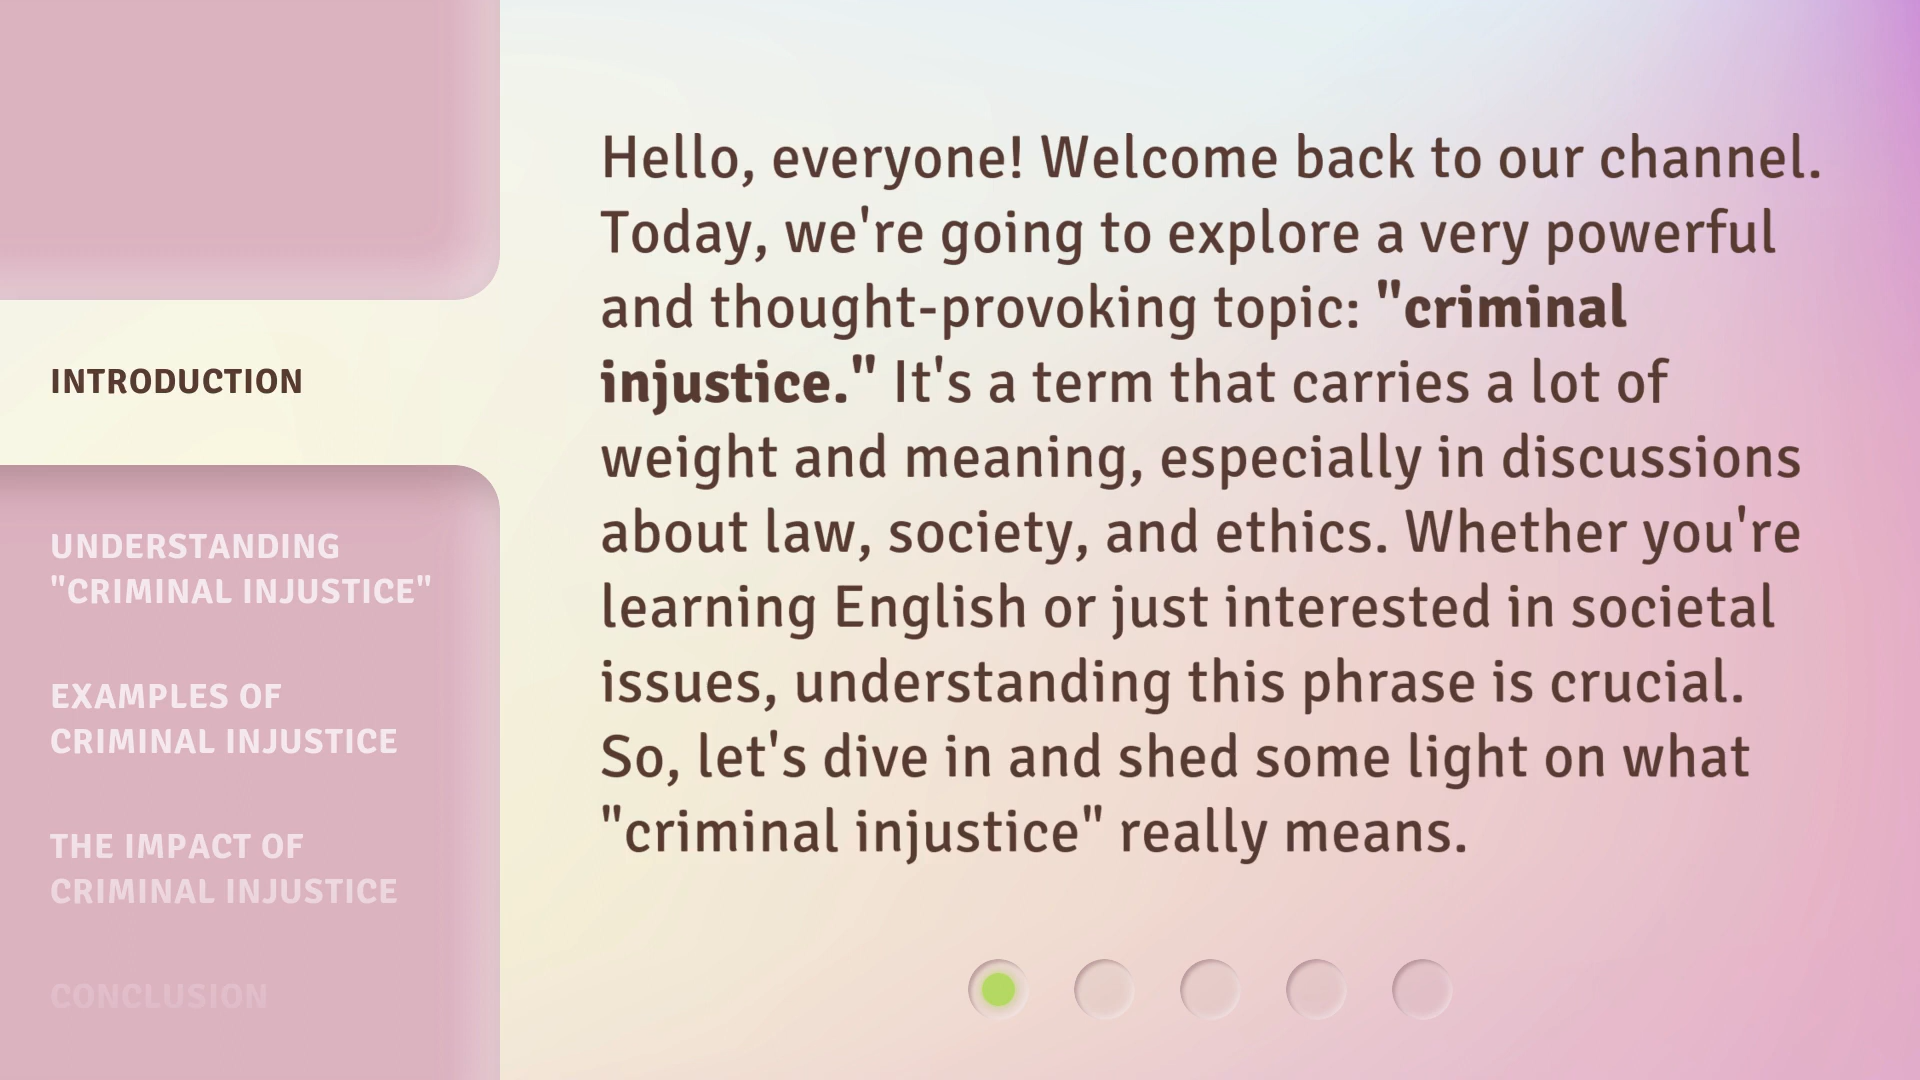 INTRODUCTION
UNDERSTANDING
"CRIMINAL INJUSTICE"
EXAMPLES OF
CRIMINAL INJUSTICE
THE IMPACT OF
CRIMINAL INJUSTICE
CONCLUSION
Hello, everyone! Welcome back to our channel.
Today, we're going to explore a very powerful
and thought-provoking topic: "criminal
injustice." It's a term that carries a lot of
weight and meaning, especially in discussions
about law, society, and ethics. Whether you're
learning English or just interested in societal
issues, understanding this phrase is crucial.
So, let's dive in and shed some light on what
"criminal injustice" really means.